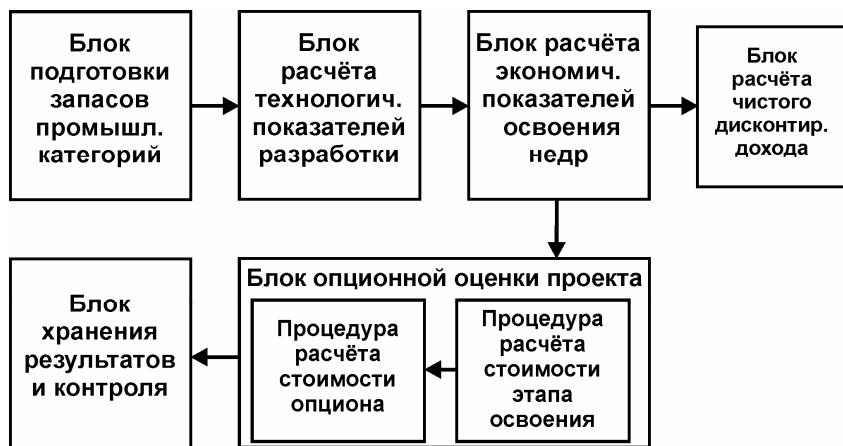 Блок
подготовки
запасов
промышл.
категорий
Блок
расчёта
технологич.
показателей
разработки
Блок расчёта
экономич.
показателей
освоения
недр
Блок
расчёта
чистого
дисконтир.
дохода
Блок опционной оценки проекта
Процедура
расчёта
стоимости
этапа
освоения
Процедура
расчёта
стоимости
опциона
Блок
хранения
результатов
и контроля